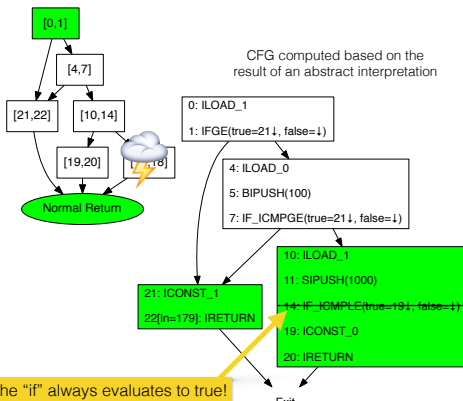 [0,1]
[4,7]
[21,22]
[10,14]
[19,20]
18]
Normal Return
CFG computed based on the
result of an abstract interpretation
0: ILOAD_1
1: IFGE(true=21↓, false=↓)
4: ILOAD_0
5: BIPUSH(100)
7: IF_ICMPGE(true=21↓, false=↓)
10: ILOAD_1
11: SIPUSH(1000)
14: IF_ICMPLE(true=19↓, false=↓)
19: ICONST_0
20: IRETURN
21: ICONST_1
22[ln=179]: IRETURN
he "if" always evaluates to true!
Exit